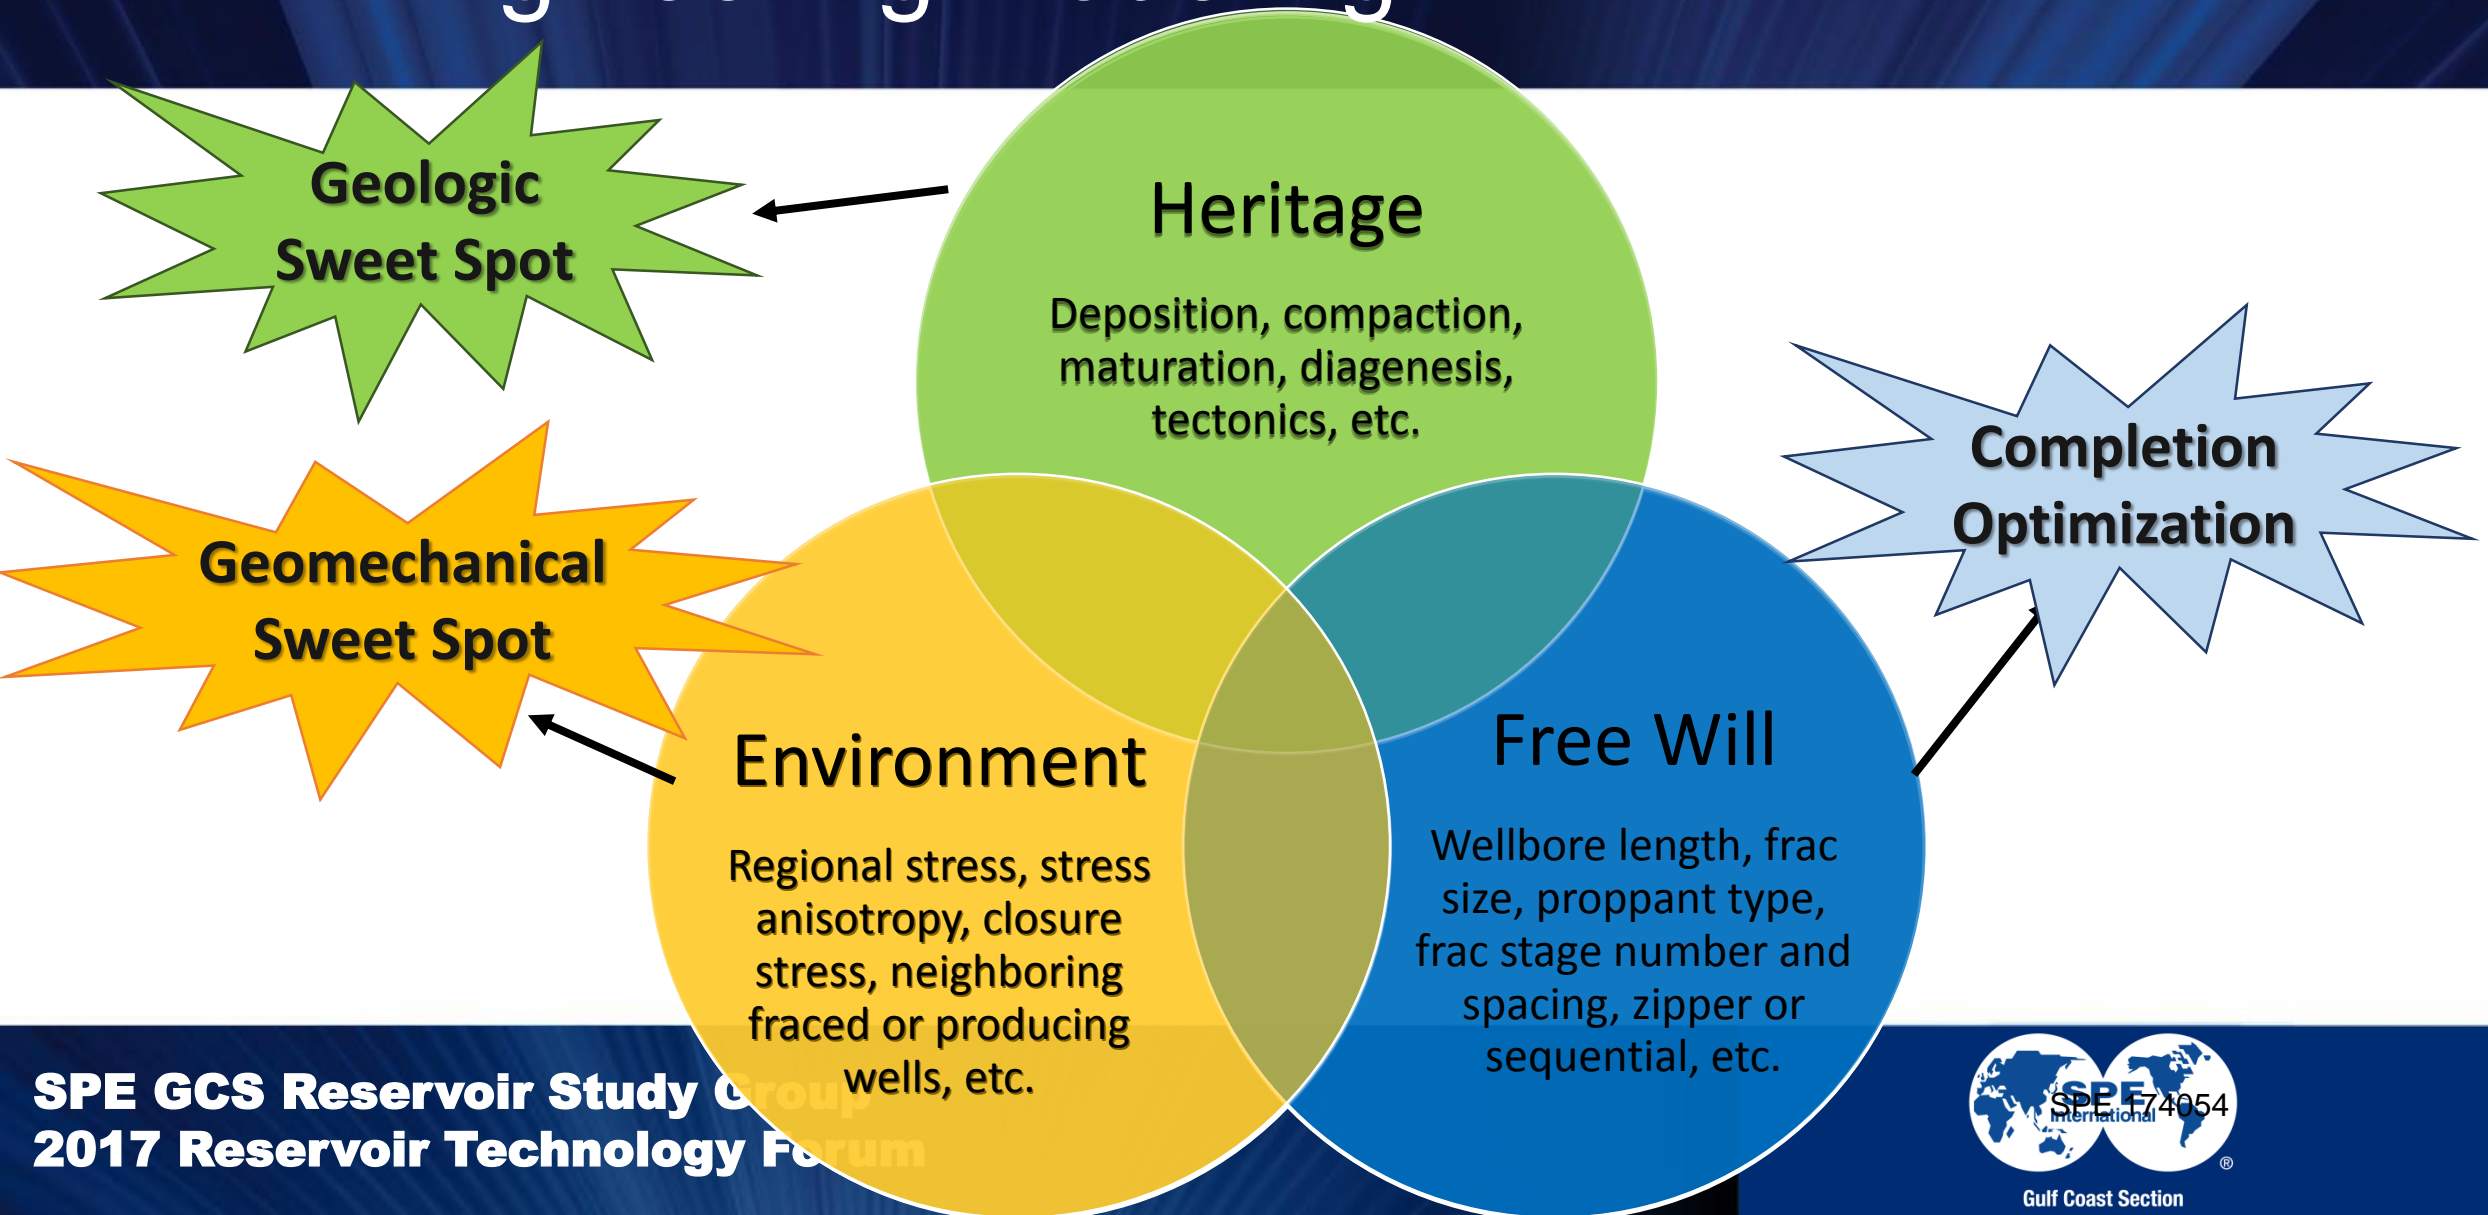 Geologic
Sweet Spot
Heritage
Deposition, compaction,
maturation, diagenesis,
tectonics, etc.
Completion
Optimization
Geomechanical
Sweet Spot
Environment
Regional stress, stress
anisotropy, closure
stress, neighboring
fraced or producing
wells, etc.
Free Will
Wellbore length, frac
size, proppant type,
frac stage number and
spacing, zipper or
sequential, etc.
SPE GCS Reservoir Study Group
2017 Reservoir Technology Forum
SPE
International
®
SPE 174054
Gulf Coast Section